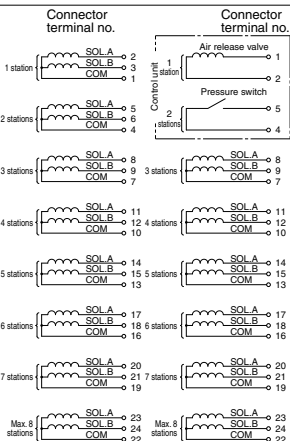 Connector
terminal no.
1 station
SOL.A 2
SOL.B 3
COM 1
2 stations
SOL.A 5
SOL.B 6
COM 4
3 stations
SOL.A 8
SOL.B 9
COM 7
4 stations
SOL.A 11
SOL.B 12
COM 10
5 stations
SOL.A 14
SOL.B 15
COM 13
6 stations
SOL.A 17
SOL.B 18
COM 16
7 stations
SOL.A 20
SOL.B 21
COM 19
Max. 8
stations
SOL.A 23
SOL.B 24
COM 22
Connector
terminal no.
Control unit
Air release valve
1
station
1
2
Pressure switch
2
stations
5
4
3 stations
SOL.A 8
SOL.B 9
COM 7
4 stations
SOL.A 11
SOL.B 12
COM 10
5 stations
SOL.A 14
SOL.B 15
COM 13
6 stations
SOL.A 17
SOL.B 18
COM 16
7 stations
SOL.A 20
SOL.B 21
COM 19
Max. 8
stations
SOL.A 23
SOL.B 24
COM 22